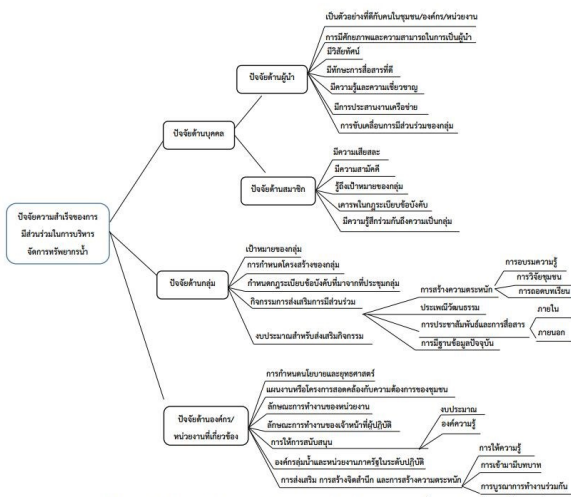 เป็นตัวอย่างที่ดีกับคนในชุมชน/องค์กร/หน่วยงาน
การมีศักยภาพและความสามารถในการเป็นผู้นำ
มีวิสัยทัศน์
มีทักษะการสื่อสารที่ดี
มีความรู้และความเชี่ยวชาญ
มีการประสานงานเครือข่าย
การขับเคลื่อนการมีส่วนร่วมของกลุ่ม
ปัจจัยด้านผู้นำ
ปัจจัยด้านบุคคล
ปัจจัยด้านสมาชิก
มีความเสียสละ
มีความสามัคคี
รู้ถึงเป้าหมายของกลุ่ม
เคารพในกฎระเบียบข้อบังคับ
มีความรู้สึกร่วมกันถึงความเป็นกลุ่ม
ปัจจัยความสำเร็จของการ
มีส่วนร่วมในการบริหาร
จัดการทรัพยากรน้ำ
ปัจจัยด้านกลุ่ม
เป้าหมายของกลุ่ม
การกำหนดโครงสร้างของกลุ่ม
กำหนดกฎระเบียบข้อบังคับที่มาจากที่ประชุมกลุ่ม
กิจกรรมการส่งเสริมการมีส่วนร่วม
งบประมาณสำหรับส่งเสริมกิจกรรม
การสร้างความตระหนัก
การอบรมความรู้
การวิจัยชุมชน
การถอดบทเรียน
ประเพณีวัฒนธรรม
การประชาสัมพันธ์และการสื่อสาร
ภายใน
ภายนอก
การมีฐานข้อมูลปัจจุบัน
ปัจจัยด้านองค์กร/
หน่วยงานที่เกี่ยวข้อง
การกำหนดนโยบายและยุทธศาสตร์
แผนงานหรือโครงการสอดคล้องกับความต้องการของชุมชน
ลักษณะการทำงานของหน่วยงาน
ลักษณะการทำงานของเจ้าหน้าที่ผู้ปฏิบัติ
การให้การสนับสนุน
งบประมาณ
องค์ความรู้
องค์กรลุ่มน้ำและหน่วยงานภาครัฐในระดับปฏิบัติ
การส่งเสริม การสร้างจิตสำนึก และการสร้างความตระหนัก
การให้ความรู้
การเข้ามามีบทบาท
การบูรณาการทำงานร่วมกัน